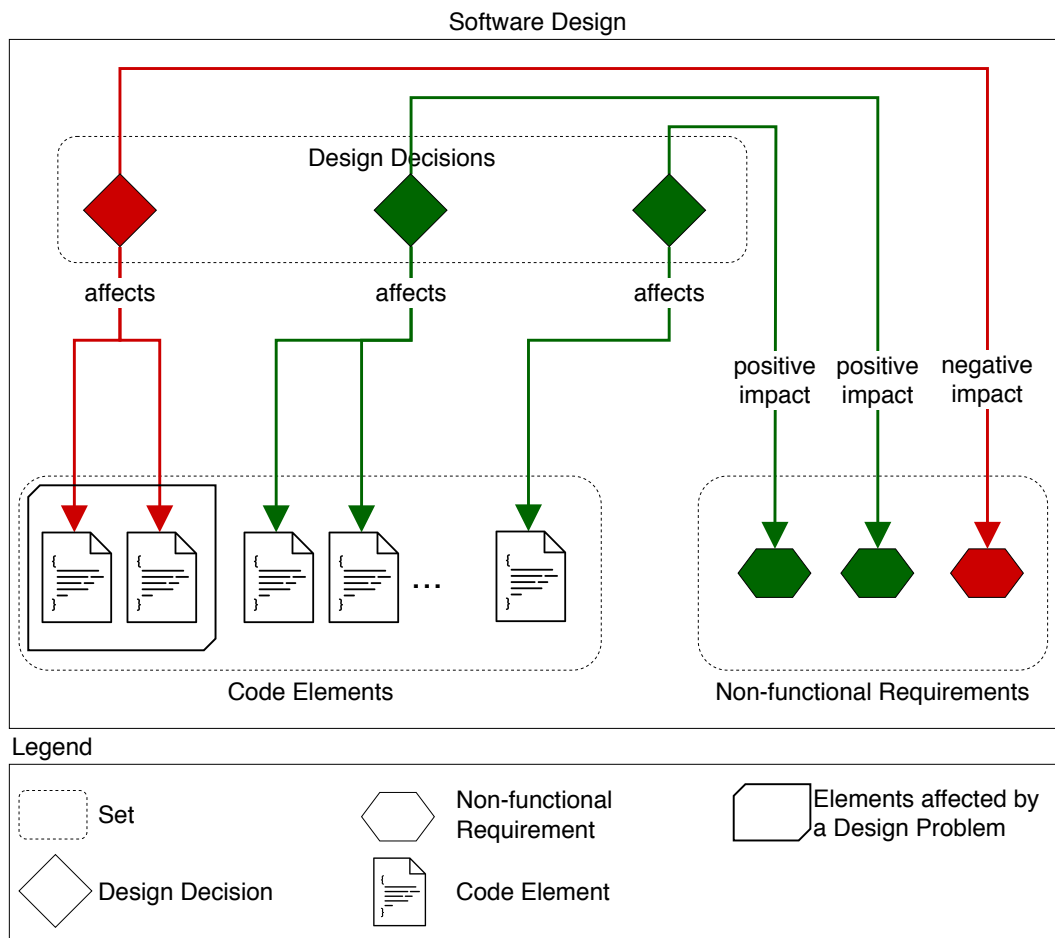 Software Design
Design Decisions
affects
affects
affects
positive
impact
positive
impact
negative
impact
{
}
{
}
{
}
{
}
...
{
}
Code Elements
Non-functional Requirements
Legend
Set
Non-functional
Requirement
Elements affected by
a Design Problem
Design Decision
{
}
Code Element